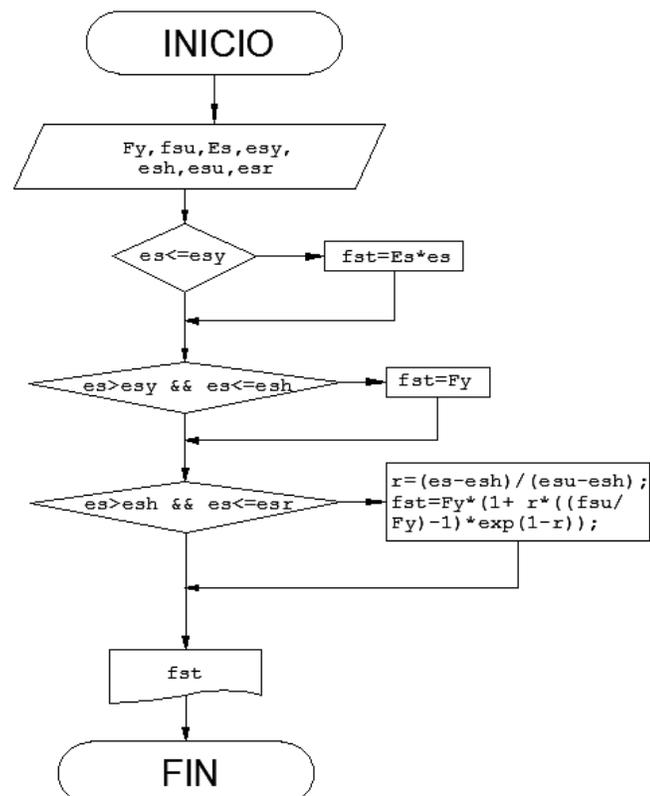 INICIO
Fy,fsu,Es,esy,
esh,esu,esr
es<=esy
fst=Es*es
es>esy && es<=esh
fst=Fy
es>esh && es<=esr
r=(es-esh)/(esu-esh);
fst=Fy*(1+ r*((fsu/
Fy)-1)*exp(1-r));
fst
FIN